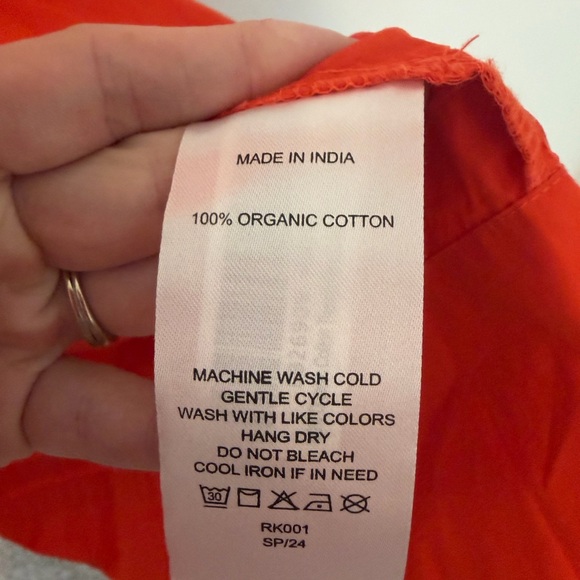 MADE IN INDIA
100% ORGANIC COTTON
MACHINE WASH COLD
GENTLE CYCLE
WASH WITH LIKE COLORS
HANG DRY
DO NOT BLEACH
COOL IRON IF IN NEED
30
RK001
SP/24